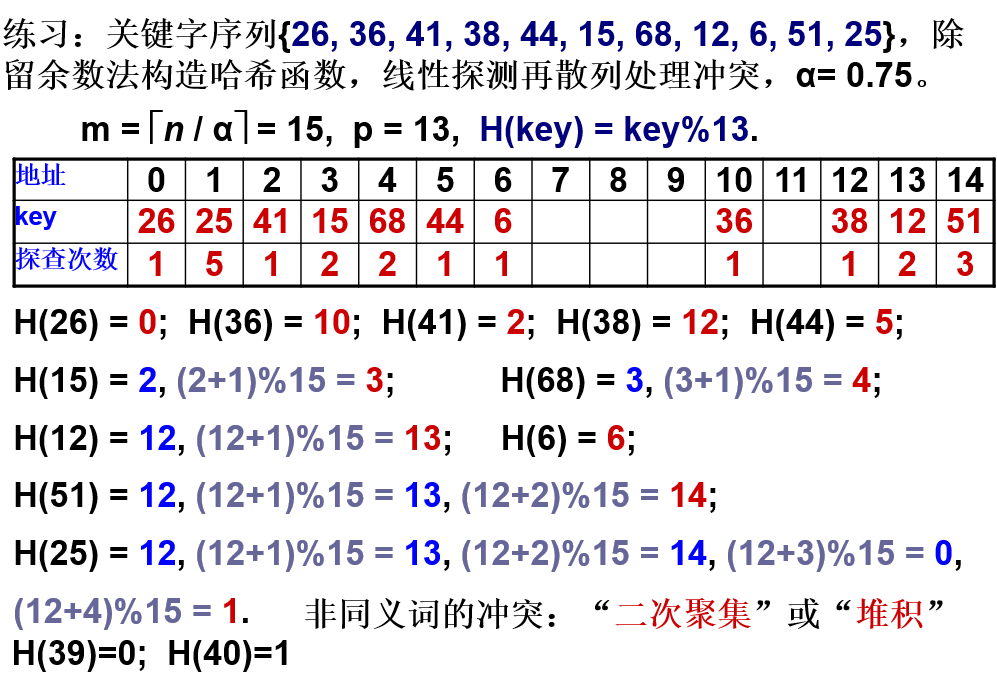 练习：关键字序列{26, 36, 41, 38, 44, 15, 68, 12, 6, 51, 25}，除
留余数法构造哈希函数，线性探测再散列处理冲突，α= 0.75。
m =⌈n / α⌉= 15, p = 13, H(key) = key%13.
地址 0 1 2 3 4 5 6 7 8 9 10 11 12 13 14
key 26 25 41 15 68 44 6 36 38 12 51
探查次数 1 5 1 2 2 1 1 1 1 2 3
H(26) = 0; H(36) = 10; H(41) = 2; H(38) = 12; H(44) = 5;
H(15) = 2, (2+1)%15 = 3; H(68) = 3, (3+1)%15 = 4;
H(12) = 12, (12+1)%15 = 13; H(6) = 6;
H(51) = 12, (12+1)%15 = 13, (12+2)%15 = 14;
H(25) = 12, (12+1)%15 = 13, (12+2)%15 = 14, (12+3)%15 = 0,
(12+4)%15 = 1. 非同义词的冲突：“二次聚集”或“堆积”
H(39)=0; H(40)=1